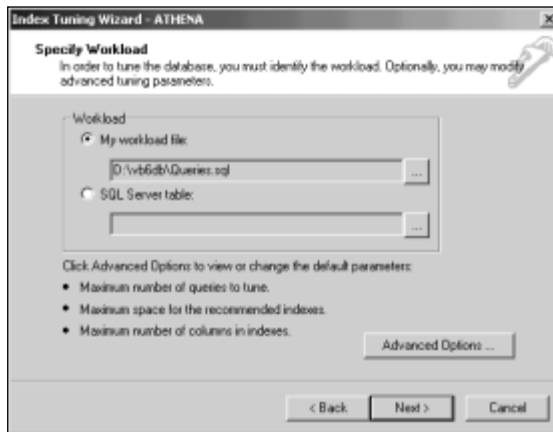 Index Tuning Wizard - ATHENA
Specify Workload
In order to tune the database, you must identify the workload. Optionally, you may modify
advanced tuning parameters.
Workload
My workload file:
D:\vb6db\Queries.sql
...
SQL Server table:
...
Click Advanced Options to view or change the default parameters:
• Maximum number of queries to tune.
• Maximum space for the recommended indexes.
• Maximum number of columns in indexes.
Advanced Options ...
< Back Next > Cancel